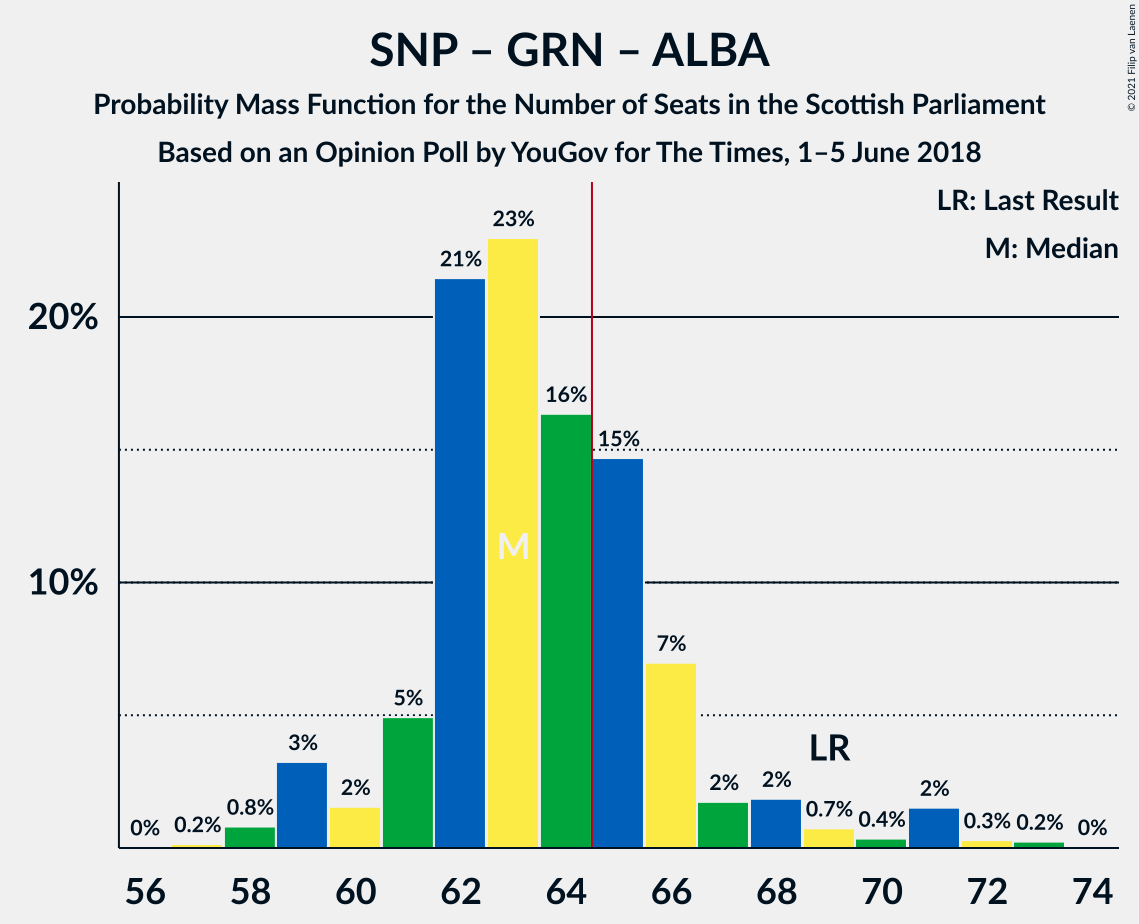 SNP – GRN – ALBA
Probability Mass Function for the Number of Seats in the Scottish Parliament
Based on an Opinion Poll by YouGov for The Times, 1–5 June 2018
© 2021 Filip van Laenen
LR: Last Result
M: Median
20%
10%
0%
0.2%
0.8%
3%
2%
5%
21%
23%
16%
15%
7%
2%
2%
0.7%
0.4%
2%
0.3%
0.2%
0%
M
LR
56 58 60 62 64 66 68 70 72 74